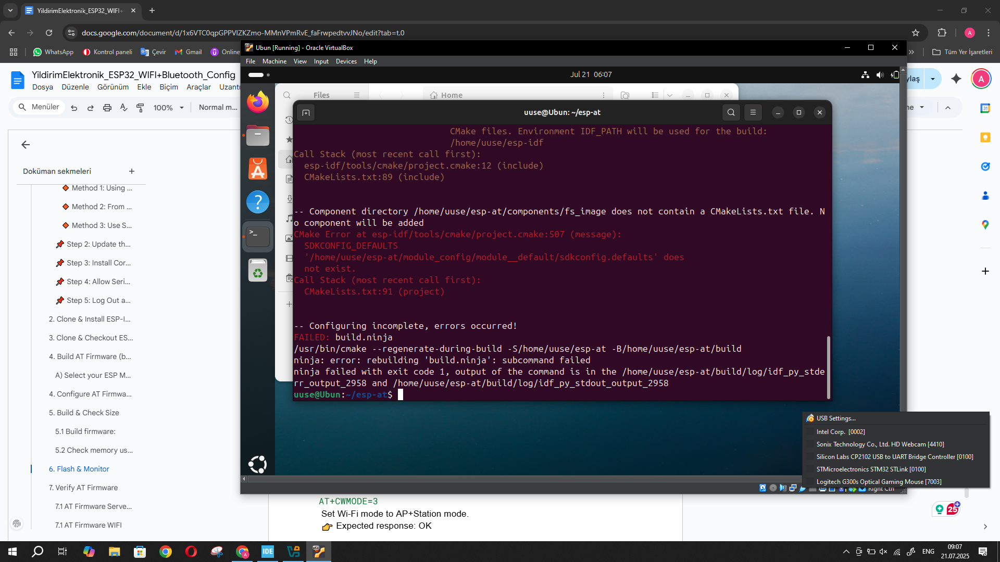 YildirimElektronik_ESP32_WIFI+
docs.google.com/document/d/1x6VTC0qpGPPVlZKZmo-MMnVPmRvE_faFrwpedtvvJNo/edit?tab=t.0
A
WhatsApp
Kontrol paneli
Çevir
Gmail
Online
Tüm Yer İşaretleri
YildirimElektronik_ESP32_WIFI+Bluetooth_Config
Dosya Düzenle Görünüm Ekle Biçim Araçlar Uzantı
ylaş
A
Menüler
100%
Normal m...
me
31
Doküman sekmeleri
Method 1: Using ...
Method 2: From ...
Method 3: Use S...
Step 2: Update th...
Step 3: Install Cor...
Step 4: Allow Seri...
Step 5: Log Out a...
2. Clone & Install ESP-I...
3. Clone & Checkout ES...
4. Build AT Firmware (b...
A) Select your ESP M...
4. Configure AT Firmwa...
5. Build & Check Size
5.1 Build firmware:
5.2 Check memory us...
6. Flash & Monitor
7. Verify AT Firmware
7.1 AT Firmware Serve...
7.1 AT Firmware WIFI
Ubun [Running] - Oracle VirtualBox
File Machine View Input Devices Help
Jul 21 06:07
Files
Home
uuse@Ubun: ~/esp-at
CMake files. Environment IDF_PATH will be used for the build:
/home/uuse/esp-idf
Call Stack (most recent call first):
esp-idf/tools/cmake/project.cmake:12 (include)
CMakeLists.txt:89 (include)
-- Component directory /home/uuse/esp-at/components/fs_image does not contain a CMakeLists.txt file. N
o component will be added
CMake Error at esp-idf/tools/cmake/project.cmake:507 (message):
SDKCONFIG_DEFAULTS
'/home/uuse/esp-at/module_config/module__default/sdkconfig.defaults' does
not exist.
Call Stack (most recent call first):
CMakeLists.txt:91 (project)
-- Configuring incomplete, errors occurred!
FAILED: build.ninja
/usr/bin/cmake --regenerate-during-build -S/home/uuse/esp-at -B/home/uuse/esp-at/build
ninja: error: rebuilding 'build.ninja': subcommand failed
ninja failed with exit code 1, output of the command is in the /home/uuse/esp-at/build/log/idf_py_stde
rr_output_2958 and /home/uuse/esp-at/build/log/idf_py_stdout_output_2958
uuse@Ubun:~/esp-at$
USB Settings...
Intel Corp. [0002]
Sonix Technology Co., Ltd. HD Webcam [4410]
Silicon Labs CP2102 USB to UART Bridge Controller [0100]
STMicroelectronics STM32 STLink [0100]
Logitech G300s Optical Gaming Mouse [7003]
Right Ctrl
AT+CWMODE=3
Set Wi-Fi mode to AP+Station mode.
Expected response: OK
25
IDE
ENG
09:07
21.07.2025